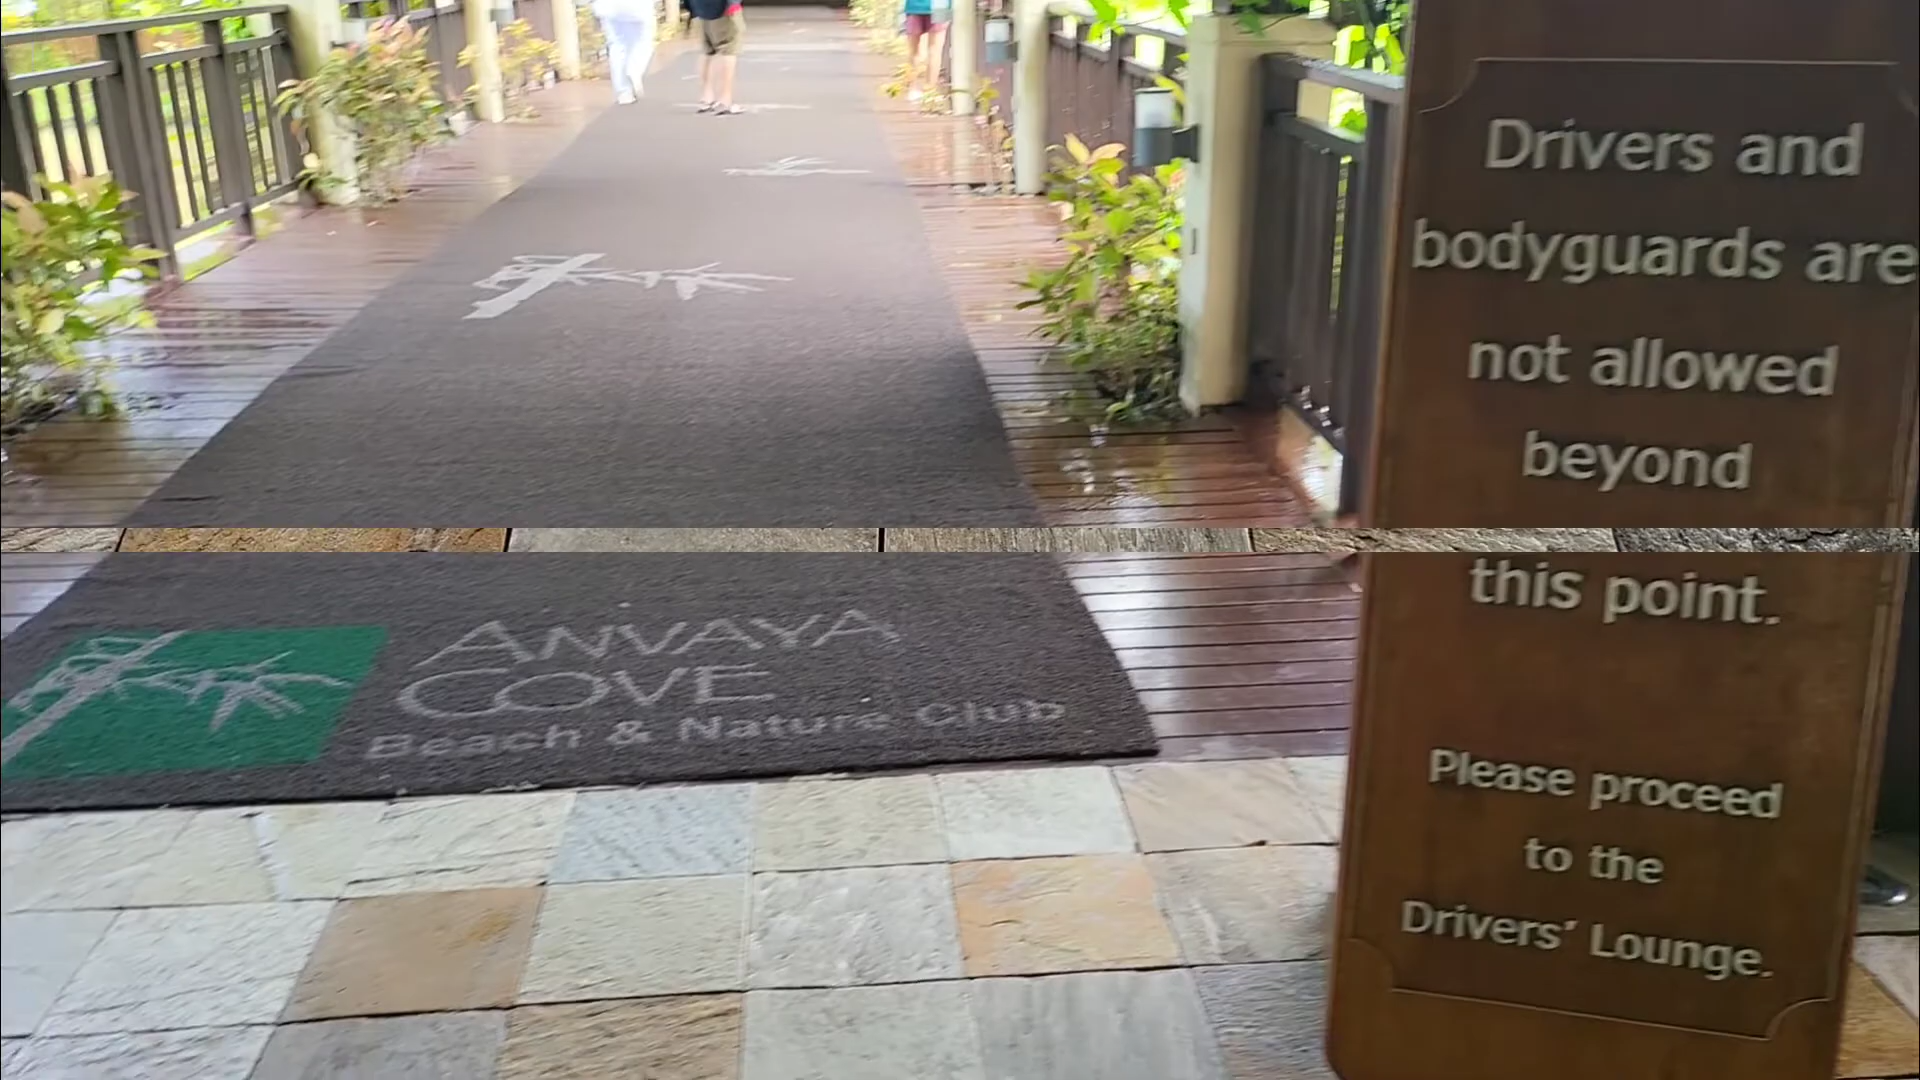 Drivers and
bodyguards are
not allowed
beyond
this point.
Please proceed
to the
Drivers’ Lounge.
ANVAYA
COVE
Beach & Nature Club